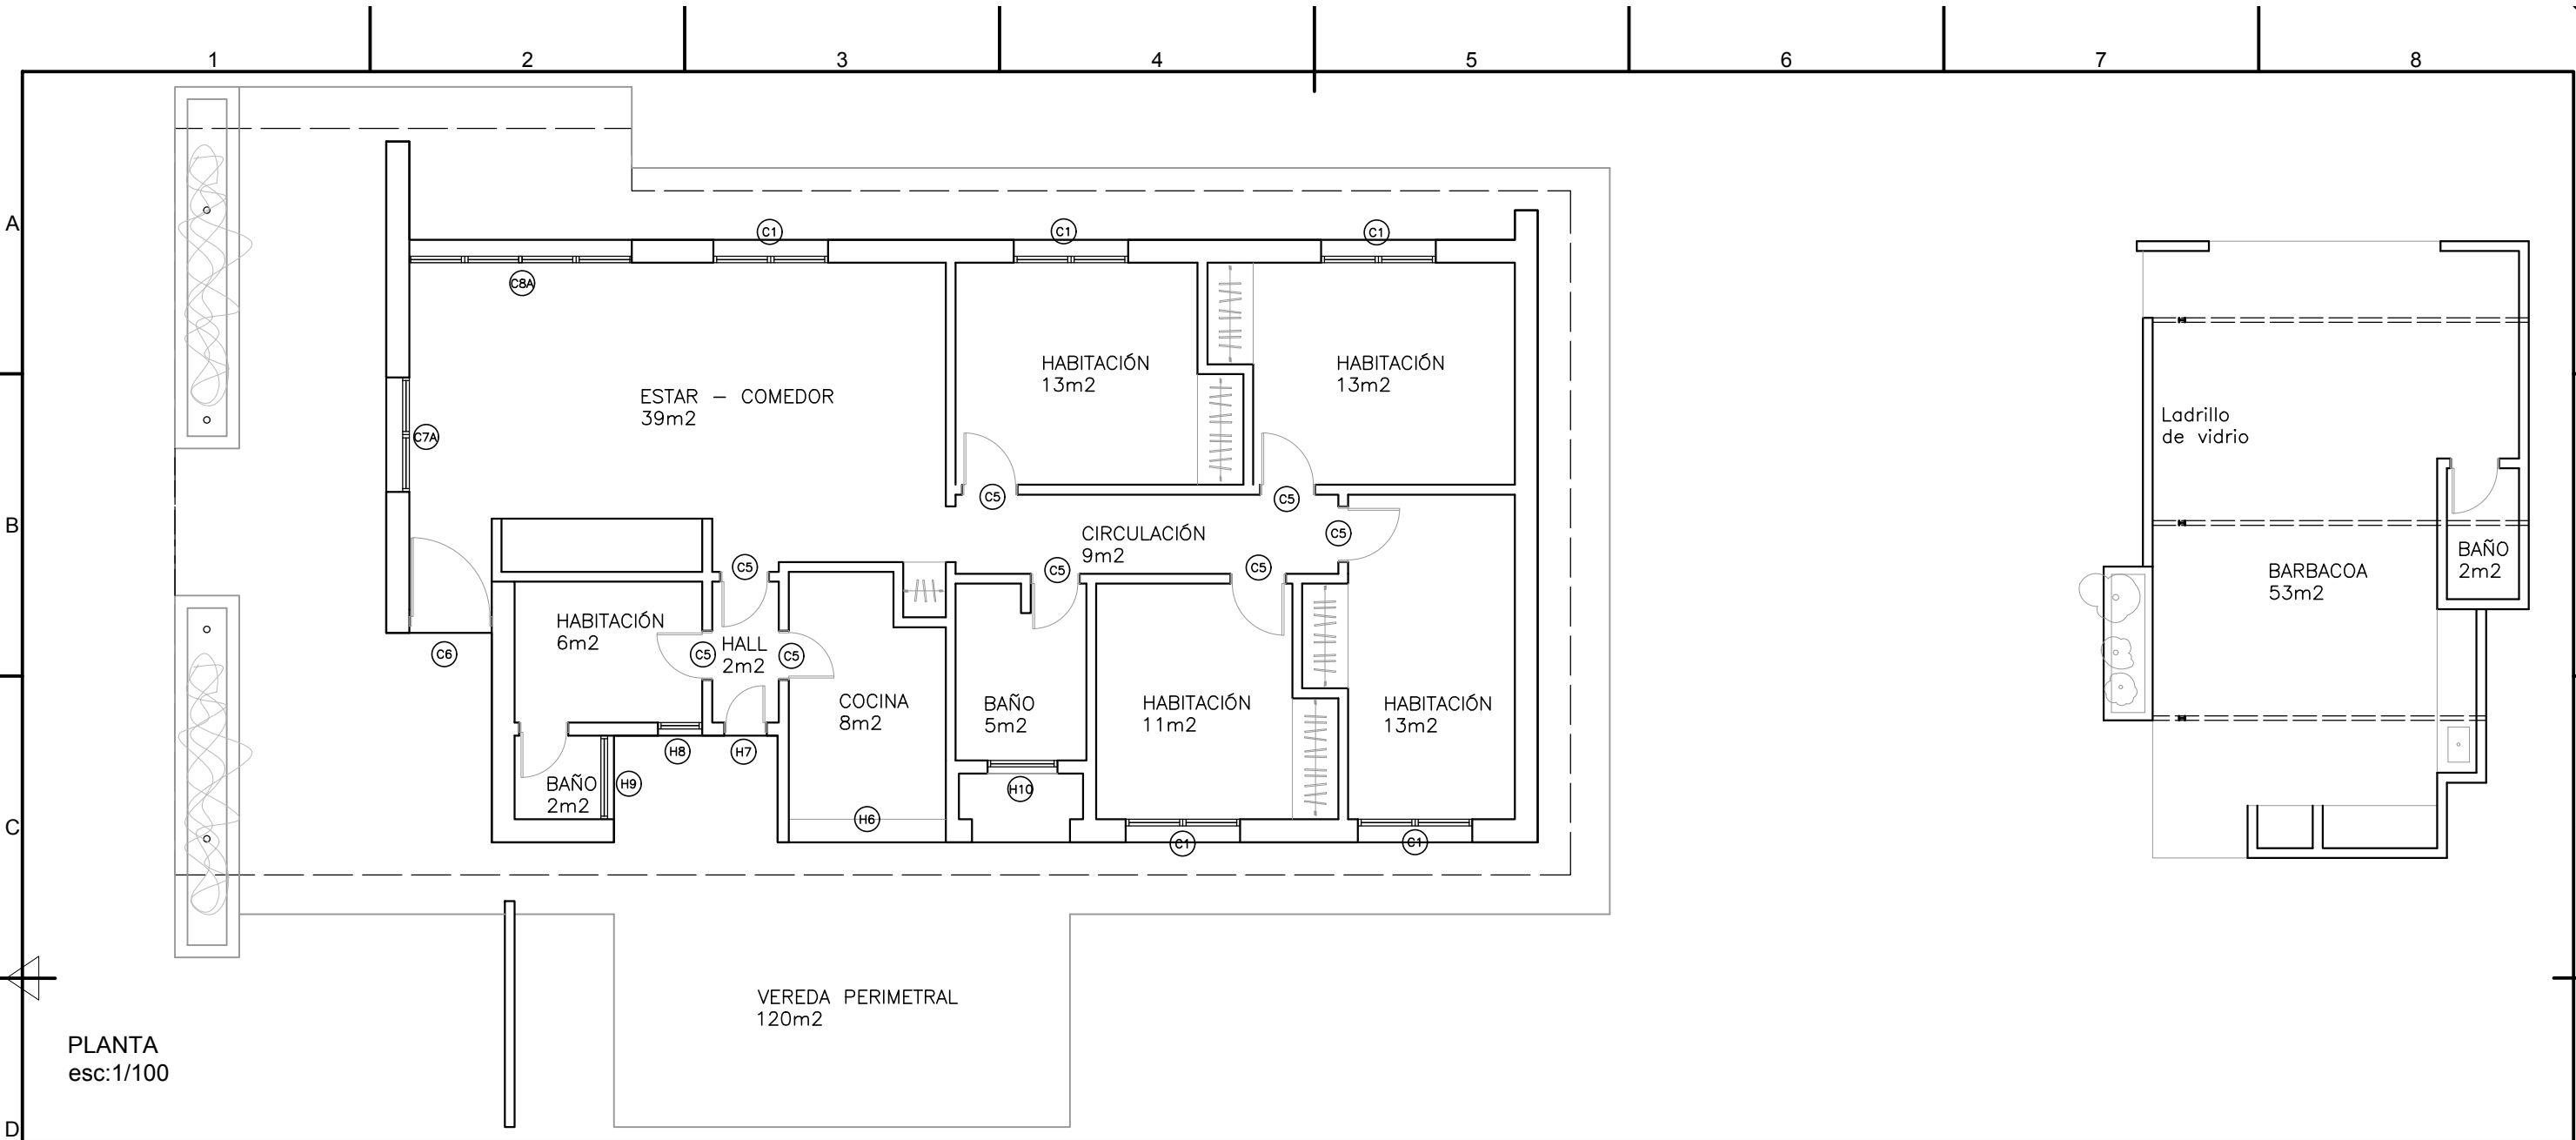 1 2 3 4 5 6 7 8
A
B
C
D
C1
C1
C1
C8A
C7A
ESTAR – COMEDOR
39m2
HABITACIÓN
13m2
HABITACIÓN
13m2
C5
C5
C5
CIRCULACIÓN
9m2
C5
C5
C5
HABITACIÓN
6m2
HALL
2m2
C5
C5
C6
COCINA
8m2
BAÑO
5m2
HABITACIÓN
11m2
HABITACIÓN
13m2
BAÑO
2m2
H9
H8
H7
H6
H10
C1
C1
VEREDA PERIMETRAL
120m2
Ladrillo
de vidrio
BARBACOA
53m2
BAÑO
2m2
PLANTA
esc:1/100